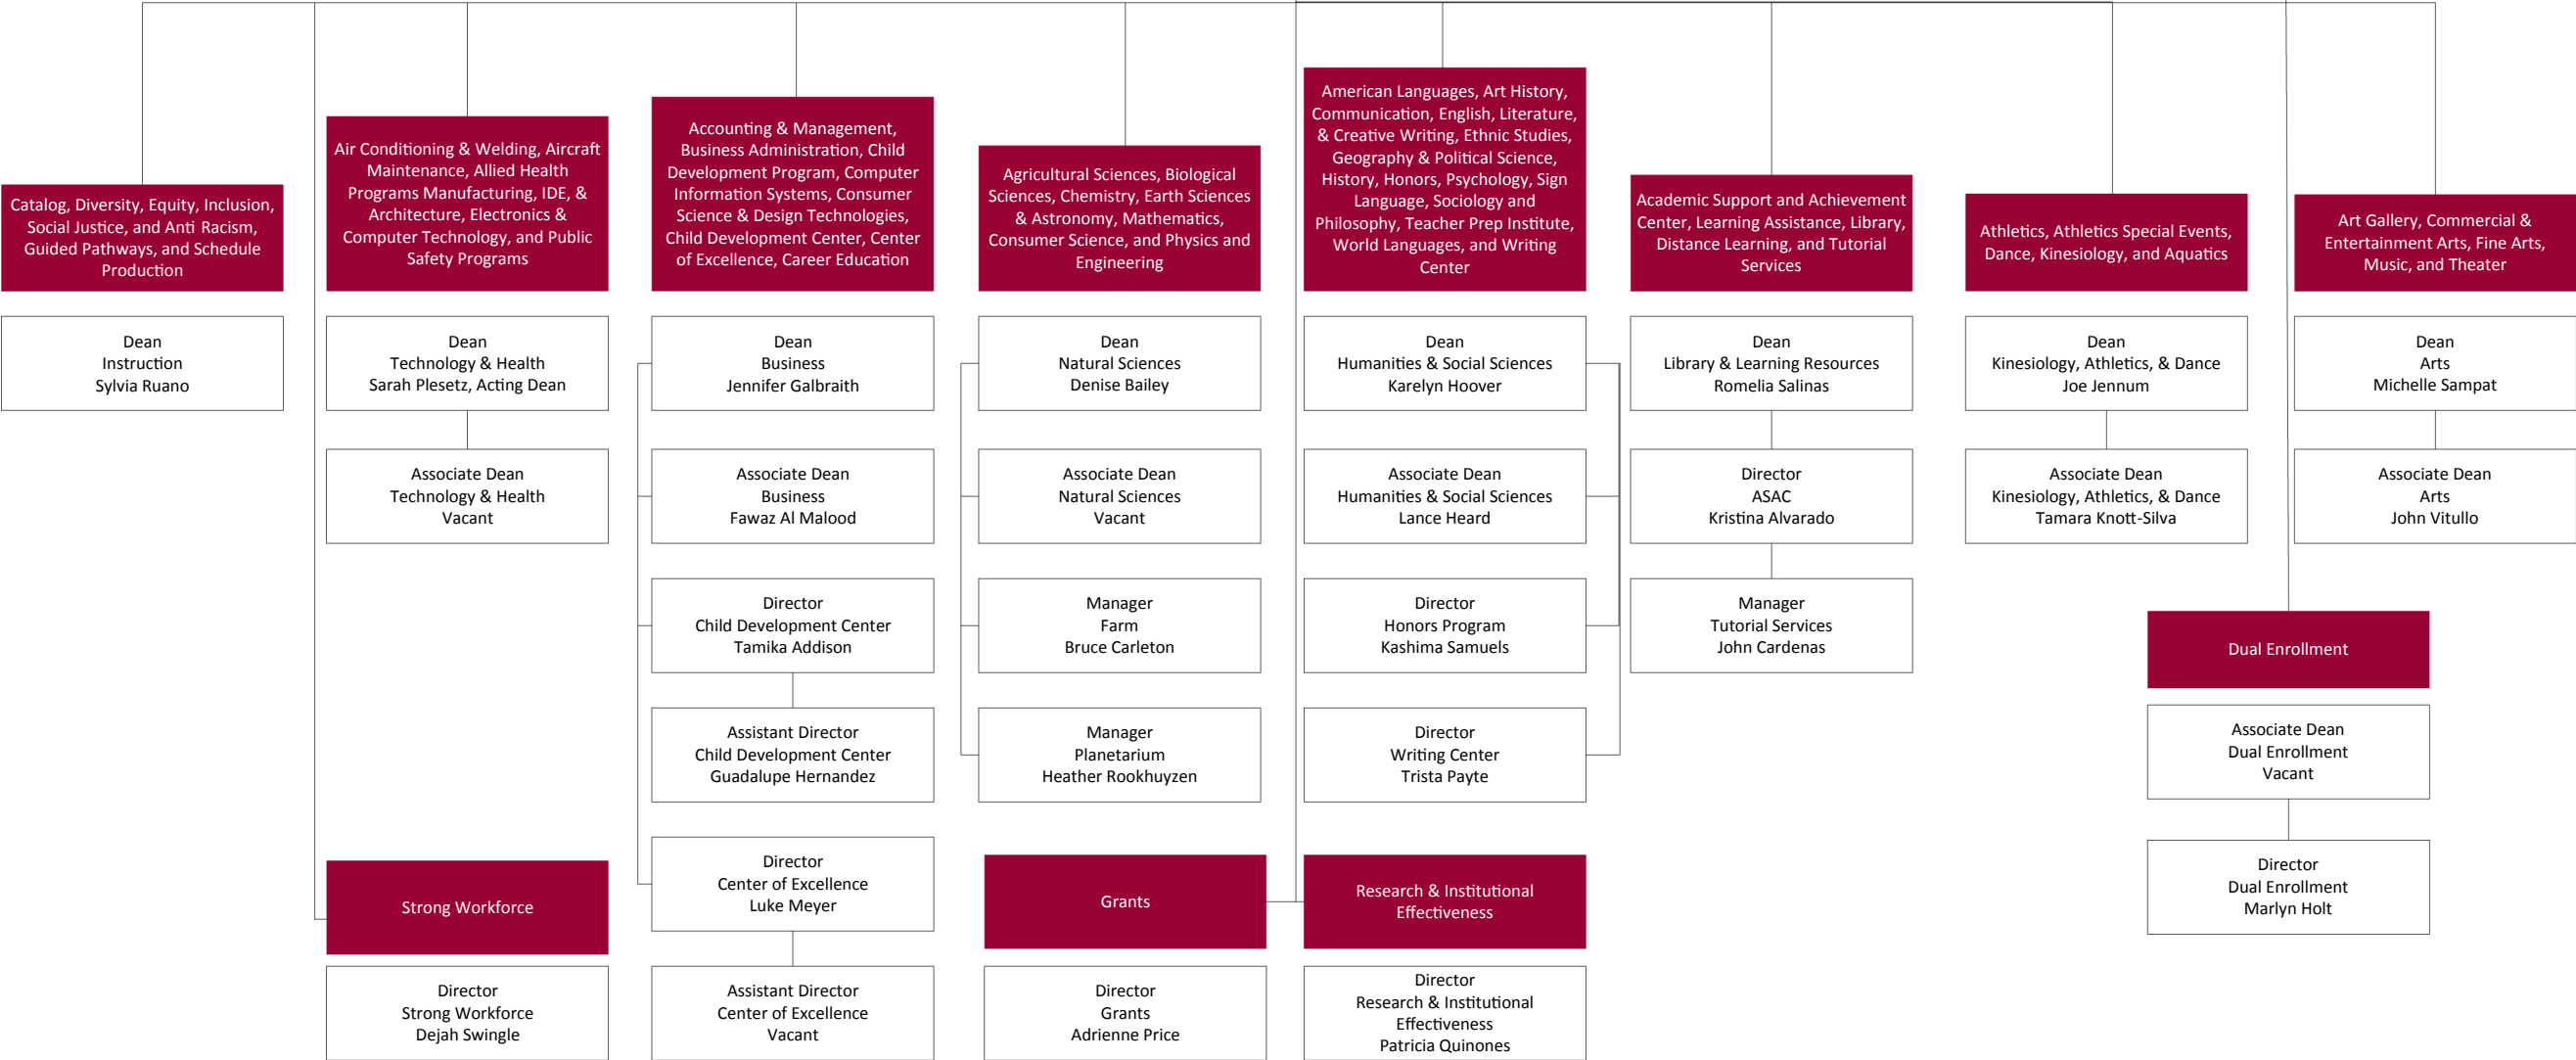 Catalog, Diversity, Equity, Inclusion,
Social Justice, and Anti Racism,
Guided Pathways, and Schedule
Production
Dean
Instruction
Sylvia Ruano
Air Conditioning & Welding, Aircraft
Maintenance, Allied Health
Programs Manufacturing, IDE, &
Architecture, Electronics &
Computer Technology, and Public
Safety Programs
Dean
Technology & Health
Sarah Plesetz, Acting Dean
Associate Dean
Technology & Health
Vacant
Strong Workforce
Director
Strong Workforce
Dejah Swingle
Accounting & Management,
Business Administration, Child
Development Program, Computer
Information Systems, Consumer
Science & Design Technologies,
Child Development Center, Center
of Excellence, Career Education
Dean
Business
Jennifer Galbraith
Associate Dean
Business
Fawaz Al Malood
Director
Child Development Center
Tamika Addison
Assistant Director
Child Development Center
Guadalupe Hernandez
Director
Center of Excellence
Luke Meyer
Assistant Director
Center of Excellence
Vacant
Agricultural Sciences, Biological
Sciences, Chemistry, Earth Sciences
& Astronomy, Mathematics,
Consumer Science, and Physics and
Engineering
Dean
Natural Sciences
Denise Bailey
Associate Dean
Natural Sciences
Vacant
Manager
Farm
Bruce Carleton
Manager
Planetarium
Heather Rookhuyzen
Grants
Director
Grants
Adrienne Price
American Languages, Art History,
Communication, English, Literature,
& Creative Writing, Ethnic Studies,
Geography & Political Science,
History, Honors, Psychology, Sign
Language, Sociology and
Philosophy, Teacher Prep Institute,
World Languages, and Writing
Center
Dean
Humanities & Social Sciences
Karelyn Hoover
Associate Dean
Humanities & Social Sciences
Lance Heard
Director
Honors Program
Kashima Samuels
Director
Writing Center
Trista Payte
Research & Institutional
Effectiveness
Director
Research & Institutional
Effectiveness
Patricia Quinones
Academic Support and Achievement
Center, Learning Assistance, Library,
Distance Learning, and Tutorial
Services
Dean
Library & Learning Resources
Romelia Salinas
Director
ASAC
Kristina Alvarado
Manager
Tutorial Services
John Cardenas
Athletics, Athletics Special Events,
Dance, Kinesiology, and Aquatics
Dean
Kinesiology, Athletics, & Dance
Joe Jennum
Associate Dean
Kinesiology, Athletics, & Dance
Tamara Knott-Silva
Dual Enrollment
Associate Dean
Dual Enrollment
Vacant
Director
Dual Enrollment
Marlyn Holt
Art Gallery, Commercial &
Entertainment Arts, Fine Arts,
Music, and Theater
Dean
Arts
Michelle Sampat
Associate Dean
Arts
John Vitullo